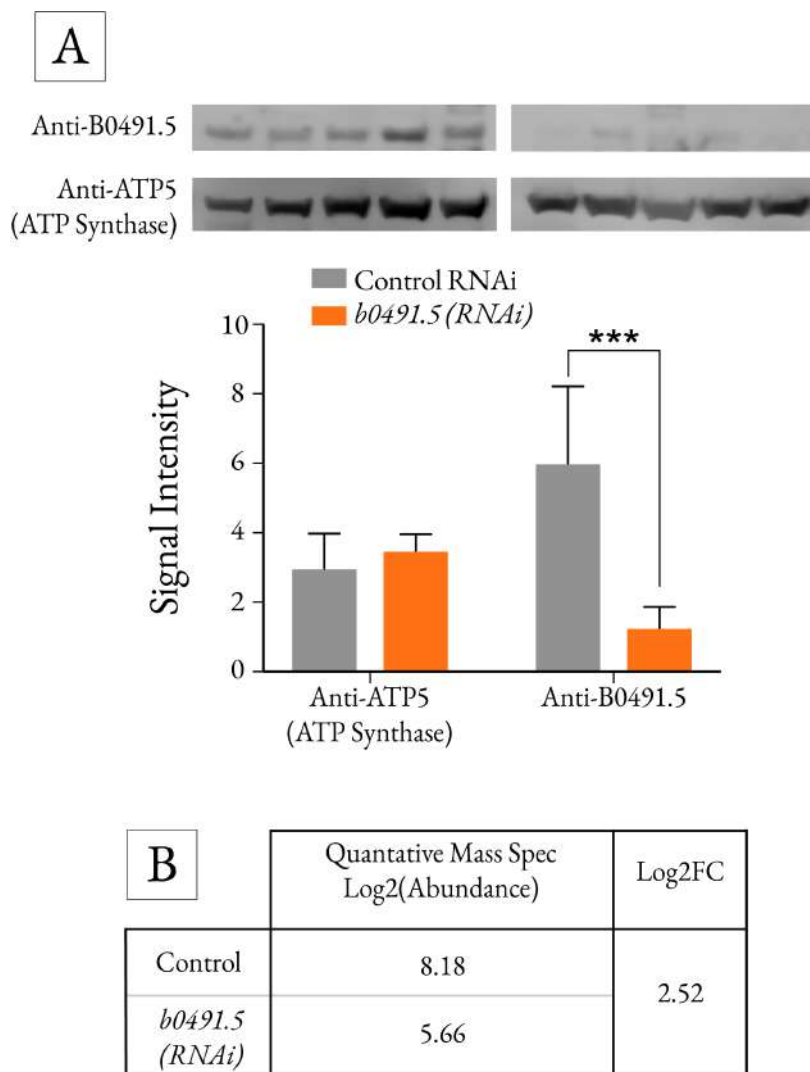 A
Anti-B0491.5
Anti-ATP5
(ATP Synthase)
Control RNAi
b0491.5 (RNAi)
10
***
8
6
4
2
0
Signal Intensity
Anti-ATP5
(ATP Synthase)
Anti-B0491.5
B
Quantative Mass Spec
Log2(Abundance)
Log2FC
Control
8.18
2.52
b0491.5
(RNAi)
5.66